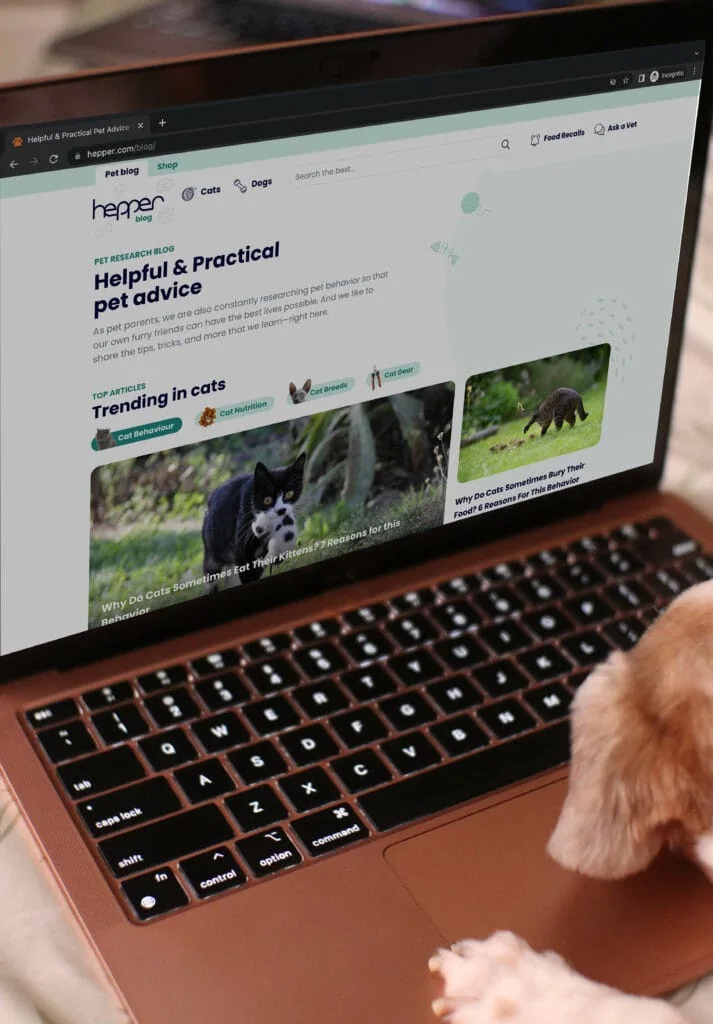 Helpful & Practical Pet Advice
Incognito
hepper.com/blog/
Pet blog
Shop
hepper
blog
Cats
Dogs
Search the best...
Food Recalls
Ask a Vet
PET RESEARCH BLOG
Helpful & Practical
pet advice
As pet parents, we are also constantly researching pet behavior so that
our own furry friends can have the best lives possible. And we like to
share the tips, tricks, and more that we learn—right here.
TOP ARTICLES
Trending in cats
Cat Behaviour
Cat Nutrition
Cat Breeds
Cat Gear
Why Do Cats Sometimes Eat Their Kittens? 7 Reasons for this
Behavior
Why Do Cats Sometimes Bury Their
Food? 6 Reasons For This Behavior
esc
Q W E R T Y U I O P
tab
A S D F G H J K L
caps lock
Z X C V B N M
shift
fn
control
option
command